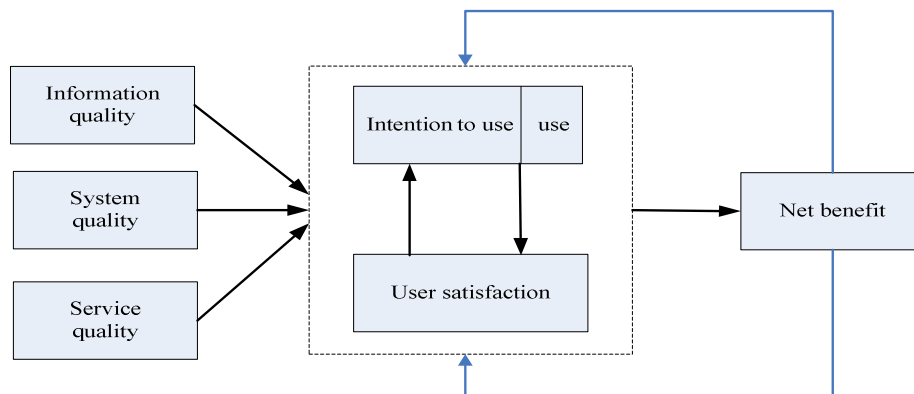 Information
quality
System
quality
Service
quality
Intention to use
use
User satisfaction
Net benefit